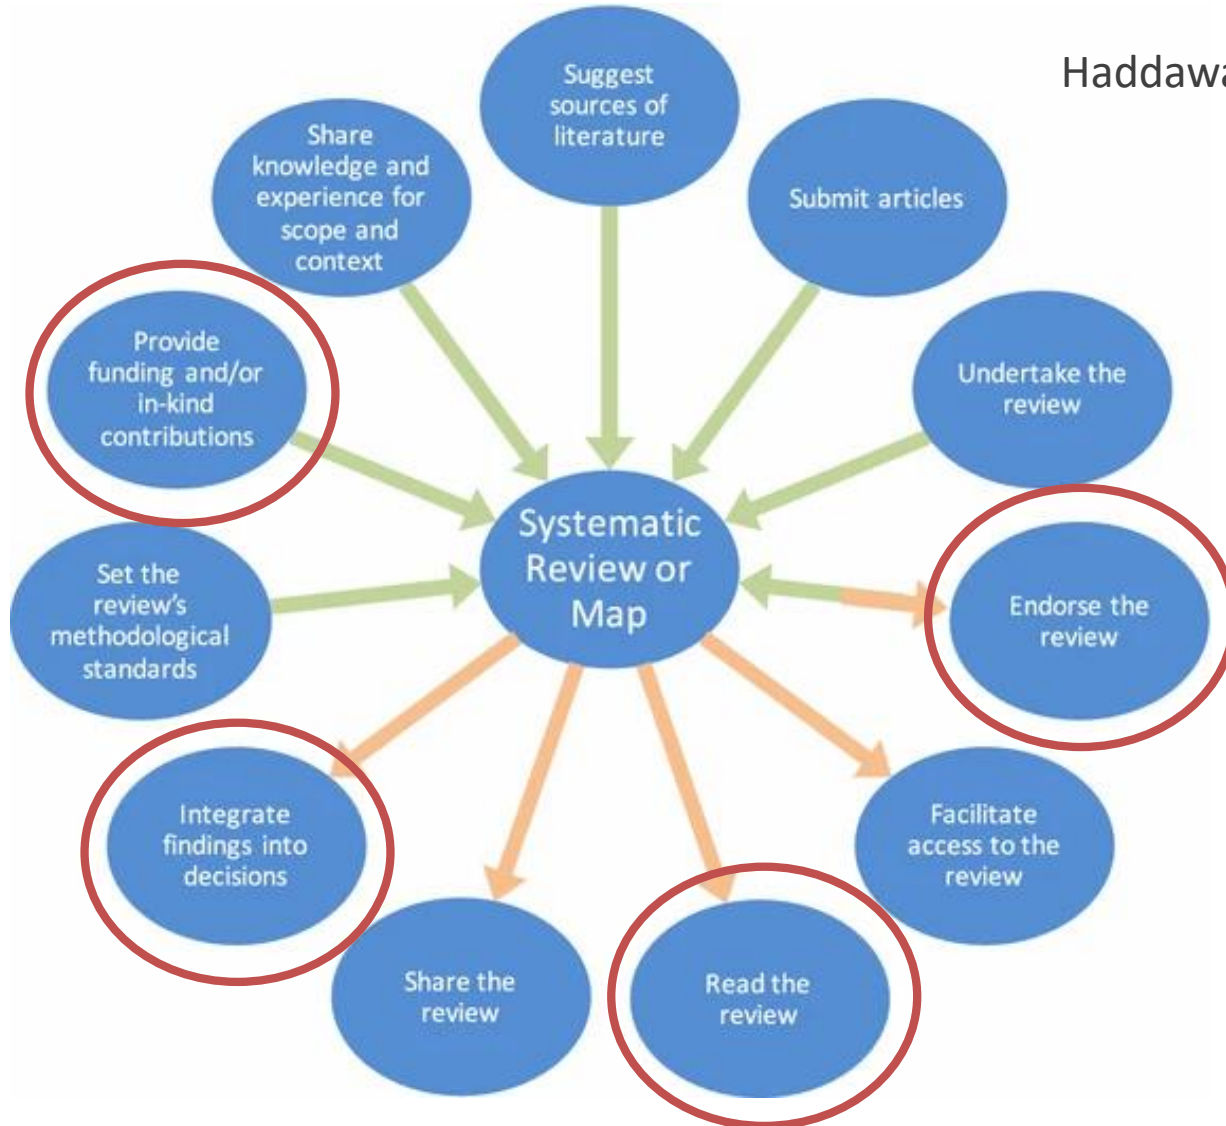 Suggest
sources of
literature
Haddawa
Share
knowledge and
experience for
scope and
context
Submit articles
Provide
funding and/or
in-kind
contributions
Undertake the
review
Systematic
Review or
Map
Set the
review's
methodological
standards
Endorse the
review
Integrate
findings into
decisions
Facilitate
access to the
review
Share the
review
Read the
review